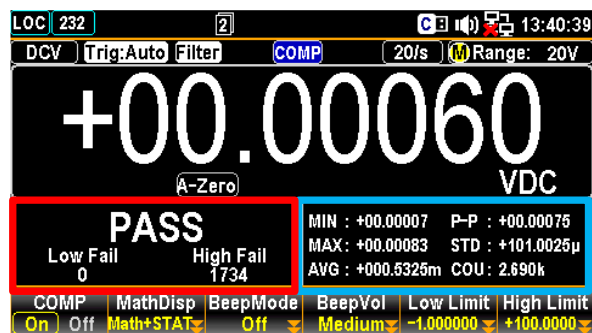 LOC 232 2 C 13:40:39
DCV Trig:Auto Filter COMP 20/s M Range: 20V
+00.00060
A-Zero VDC
PASS
Low Fail High Fail
0 1734
MIN : +00.00007 P-P : +00.00075
MAX: +00.00083 STD : +101.0025µ
AVG : +000.5325m COU: 2.690k
COMP MathDisp BeepMode BeepVol Low Limit High Limit
On Off Math+STAT Off Medium -1.000000 +100.0000